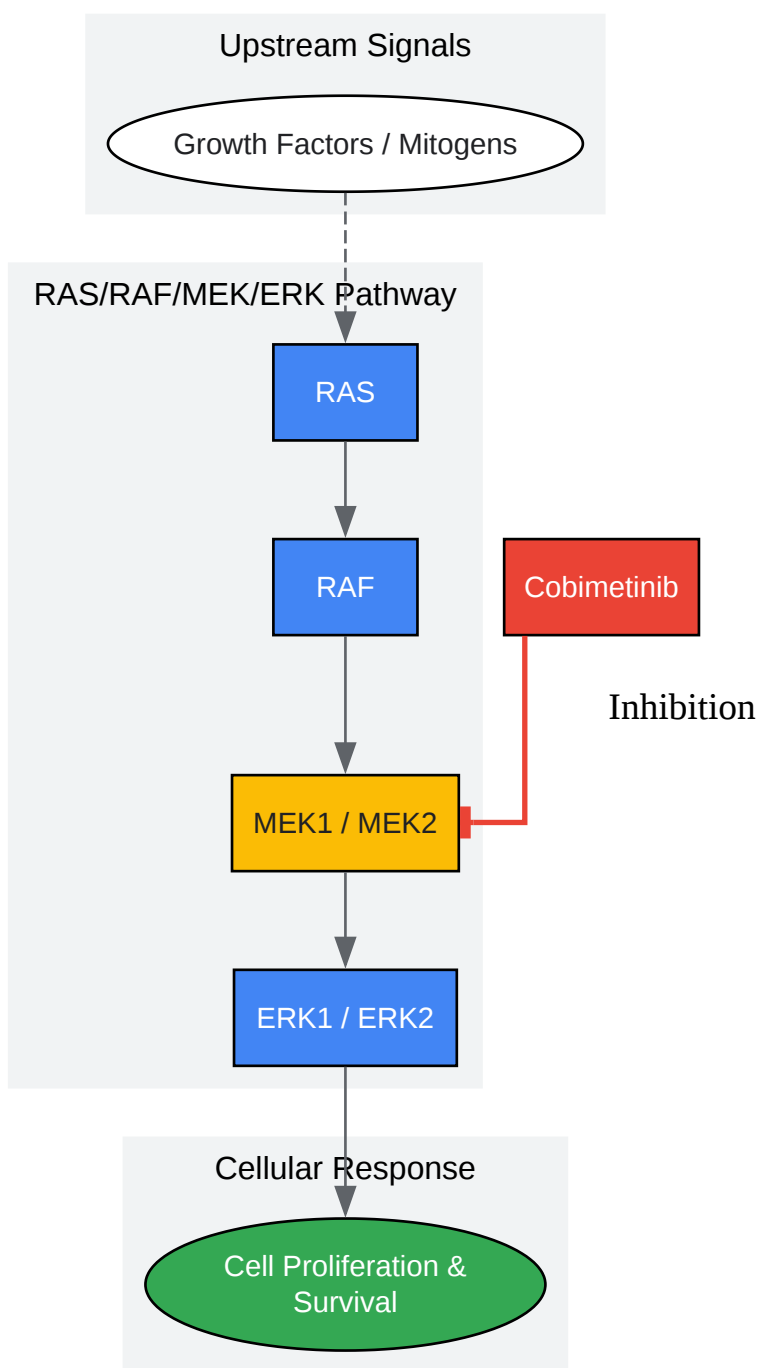 Upstream Signals
Growth Factors / Mitogens
RAS/RAF/MEK/ERK Pathway
RAS
RAF
Cobimetinib
Inhibition
MEK1 / MEK2
ERK1 / ERK2
Cellular Response
Cell Proliferation &
Survival